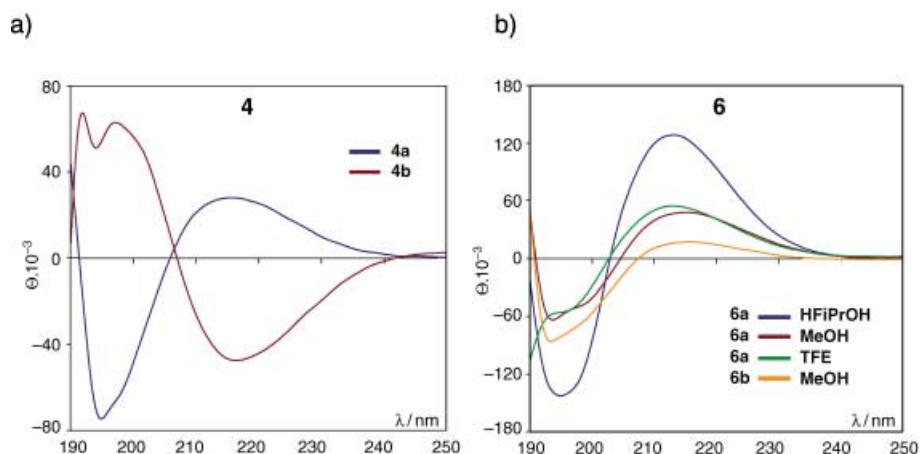 a)
80
40
0
−40
−80
Θ.10⁻³
4
4a
4b
λ / nm
190 200 210 220 230 240 250
b)
180
120
60
0
−60
−120
−180
Θ.10⁻³
6
6a HFiPrOH
6a MeOH
6a TFE
6b MeOH
λ / nm
190 200 210 220 230 240 250